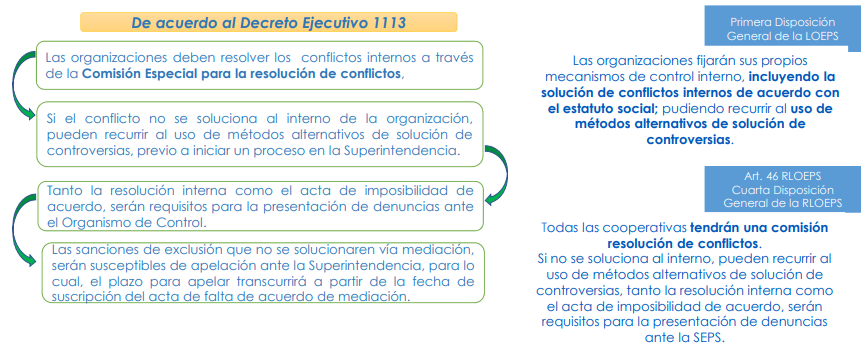 De acuerdo al Decreto Ejecutivo 1113
Las organizaciones deben resolver los conflictos internos a través
de la Comisión Especial para la resolución de conflictos,
Si el conflicto no se soluciona al interno de la organización,
pueden recurrir al uso de métodos alternativos de solución de
controversias, previo a iniciar un proceso en la Superintendencia.
Tanto la resolución interna como el acta de imposibilidad de
acuerdo, serán requisitos para la presentación de denuncias ante
el Organismo de Control.
Las sanciones de exclusión que no se solucionaren vía mediación,
serán susceptibles de apelación ante la Superintendencia, para lo
cual, el plazo para apelar transcurrirá a partir de la fecha de
suscripción del acta de falta de acuerdo de mediación.
Primera Disposición
General de la LOEPS
Las organizaciones fijarán sus propios
mecanismos de control interno, incluyendo la
solución de conflictos internos de acuerdo con
el estatuto social; pudiendo recurrir al uso de
métodos alternativos de solución de
controversias.
Art. 46 RLOEPS
Cuarta Disposición
General de la RLOEPS
Todas las cooperativas tendrán una comisión
resolución de conflictos.
Si no se soluciona al interno, pueden recurrir al
uso de métodos alternativos de solución de
controversias, tanto la resolución interna como
el acta de imposibilidad de acuerdo, serán
requisitos para la presentación de denuncias
ante la SEPS.